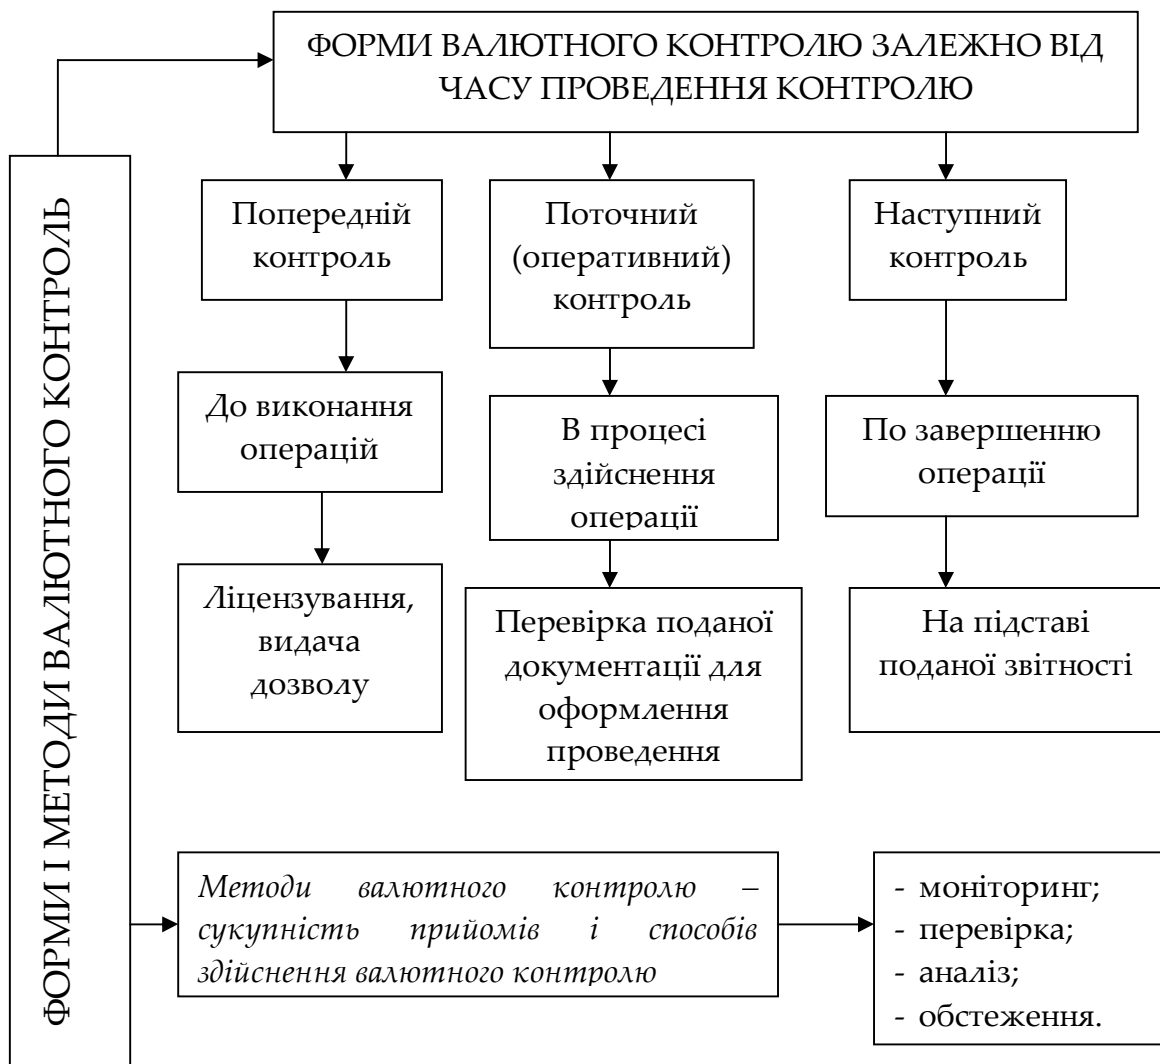 ФОРМИ ВАЛЮТНОГО КОНТРОЛЮ ЗАЛЕЖНО ВІД
ЧАСУ ПРОВЕДЕННЯ КОНТРОЛЮ
ФОРМИ І МЕТОДИ ВАЛЮТНОГО КОНТРОЛЬ
Попередній
контроль
Поточний
(оперативний)
контроль
Наступний
контроль
До виконання
операцій
В процесі
здійснення
операції
По завершенню
операції
Ліцензування,
видача
дозволу
Перевірка поданої
документації для
оформлення
проведення
На підставі
поданої звітності
Методи валютного контролю –
сукупність прийомів і способів
здійснення валютного контролю
- моніторинг;
- перевірка;
- аналіз;
- обстеження.